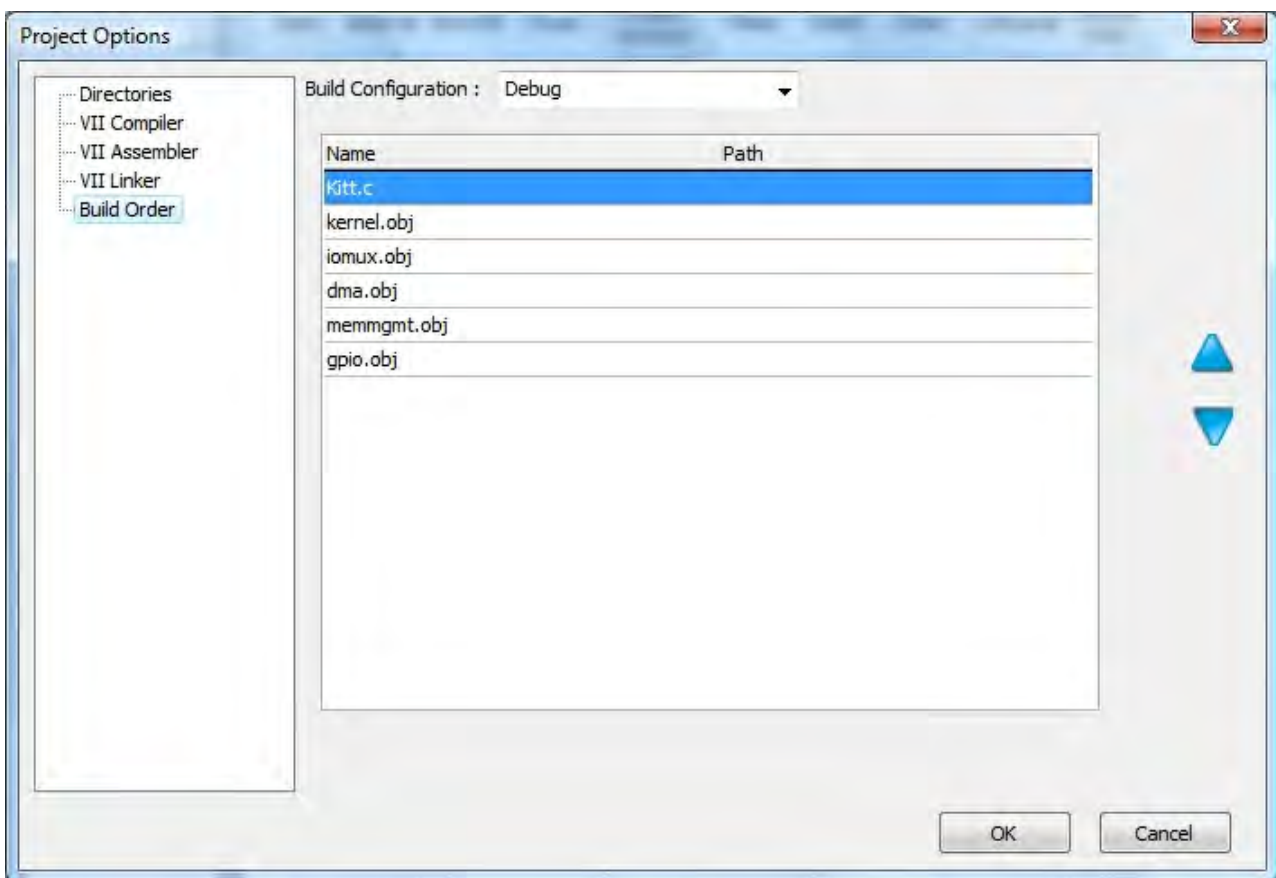 Project Options
Directories
VII Compiler
VII Assembler
VII Linker
Build Order
Build Configuration : Debug
Name Path
Kitt.c
kernel.obj
iomux.obj
dma.obj
memmgmt.obj
gpio.obj
OK Cancel